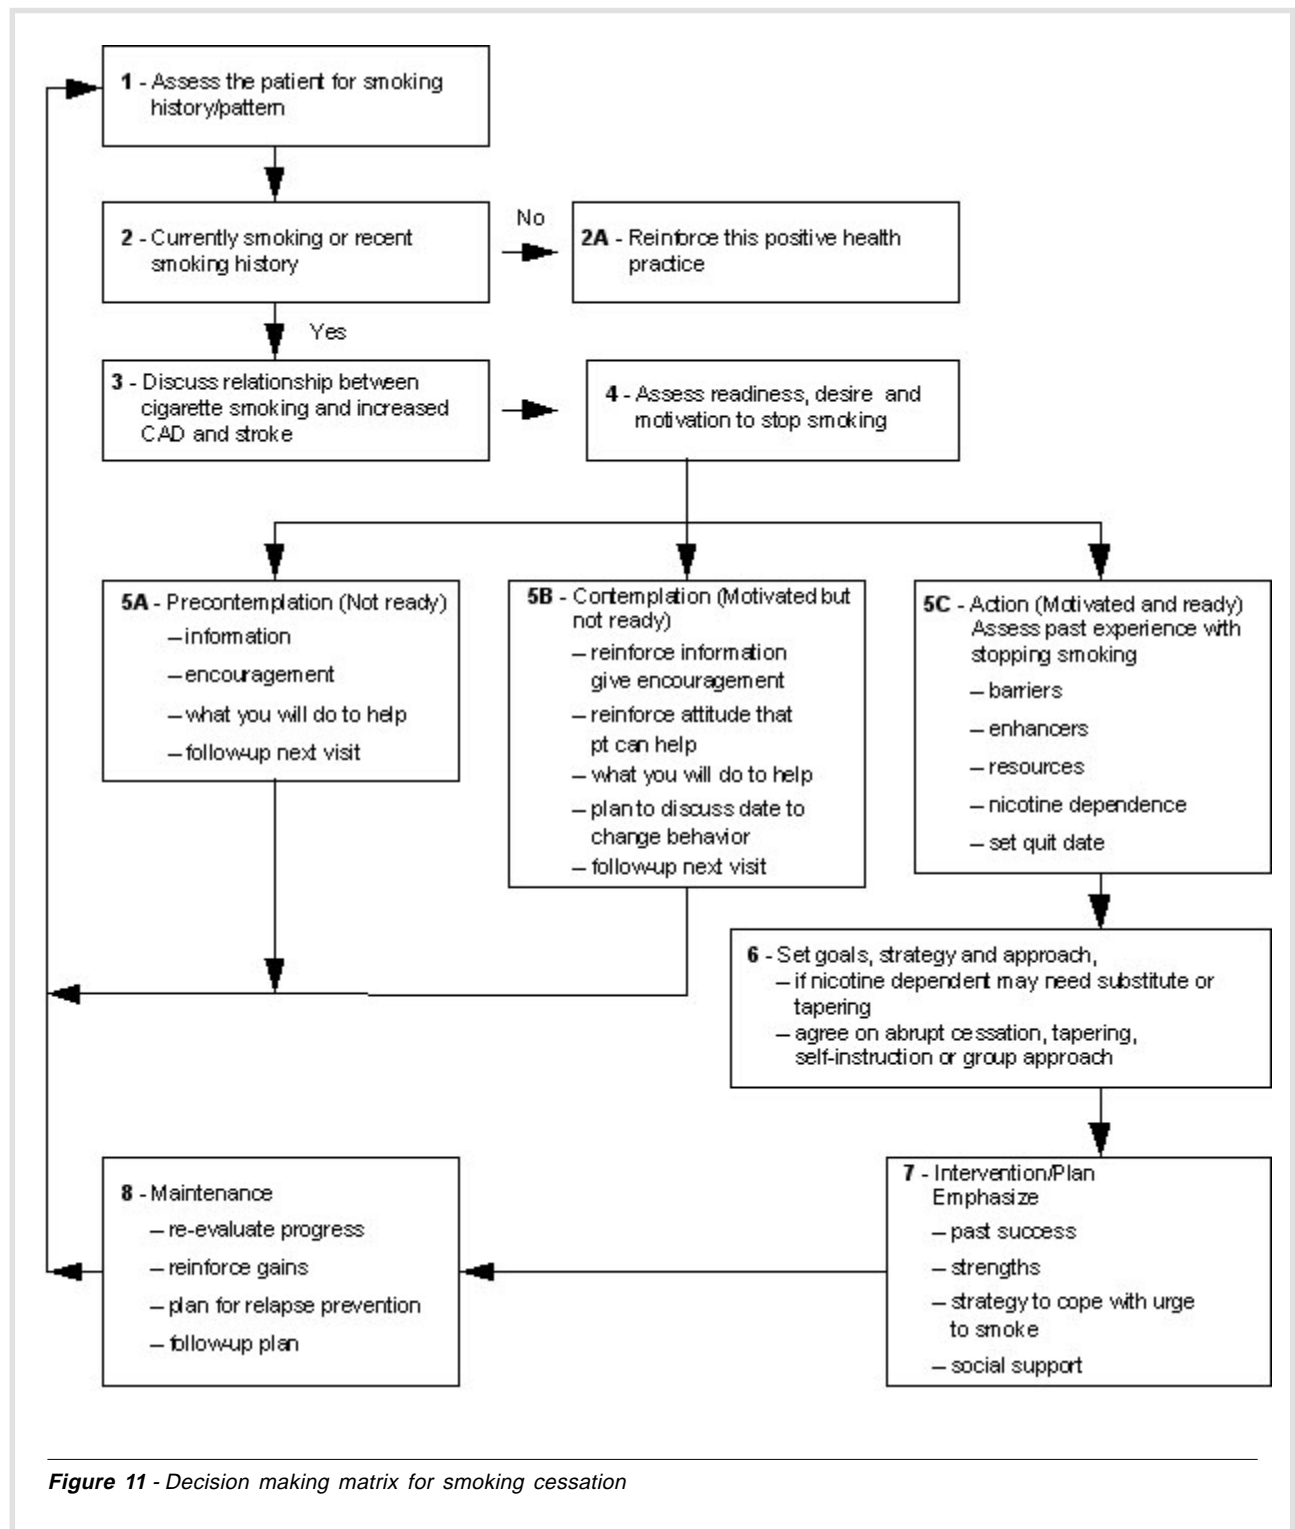 1 - Assess the patient for smoking
history/pattern
2 - Currently smoking or recent
smoking history
No
2A - Reinforce this positive health
practice
Yes
3 - Discuss relationship between
cigarette smoking and increased
CAD and stroke
4 - Assess readiness, desire and
motivation to stop smoking
5A - Precontemplation (Not ready)
– information
– encouragement
– what you will do to help
– follow-up next visit
5B - Contemplation (Motivated but
not ready)
– reinforce information
give encouragement
– reinforce attitude that
pt can help
– what you will do to help
– plan to discuss date to
change behavior
– follow-up next visit
5C - Action (Motivated and ready)
Assess past experience with
stopping smoking
– barriers
– enhancers
– resources
– nicotine dependence
– set quit date
6 - Set goals, strategy and approach,
– if nicotine dependent may need substitute or
tapering
– agree on abrupt cessation, tapering,
self-instruction or group approach
7 - Intervention/Plan
Emphasize
– past success
– strengths
– strategy to cope with urge
to smoke
– social support
8 - Maintenance
– re-evaluate progress
– reinforce gains
– plan for relapse prevention
– follow-up plan
Figure 11 - Decision making matrix for smoking cessation